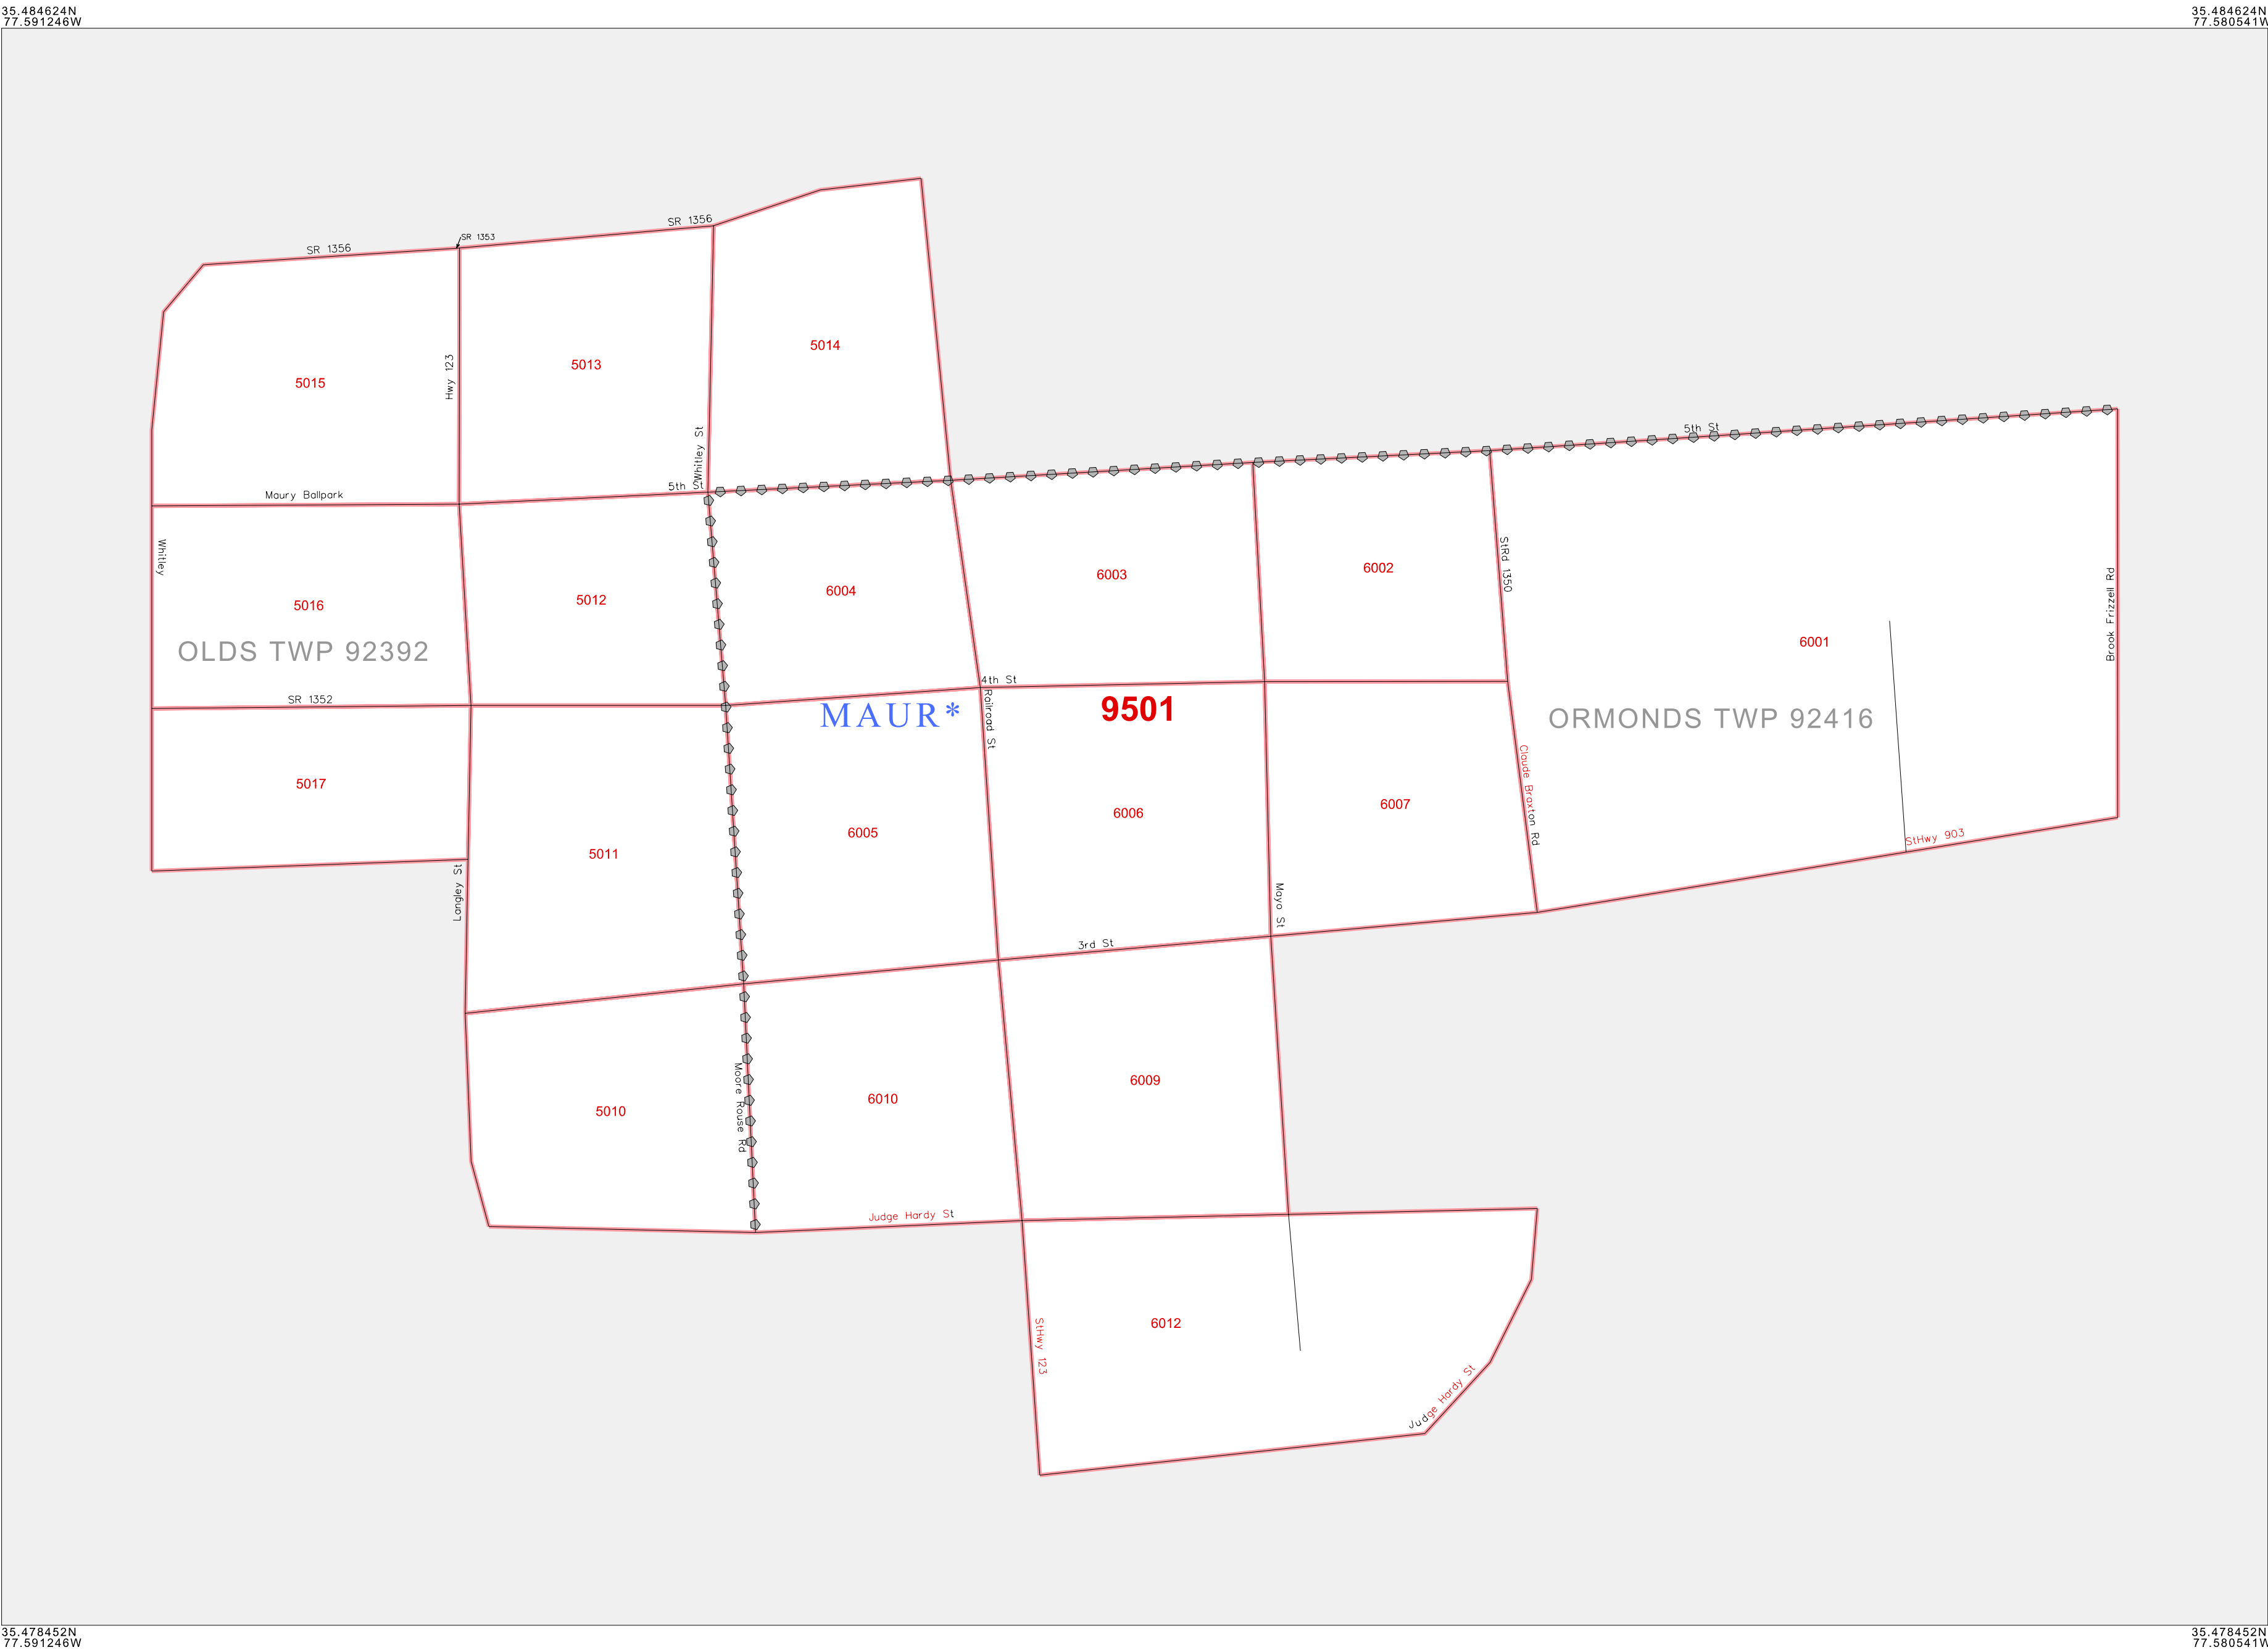 35.484624N
77.591246W
35.484624N
77.580541W
SR 1356
SR 1353
SR 1356
5014
5013
5015
Hwy 123
Whitley St
5th St
5th St
Maury Ballpark
Whitley
StRd 1350
Brook Frizzell Rd
6002
6003
6004
5012
5016
6001
OLDS TWP 92392
4th St
SR 1352
Railroad St
MAUR*
9501
ORMONDS TWP 92416
Claude Braxton Rd
5017
6007
6006
6005
StHwy 903
5011
Langley St
Mayo St
3rd St
6009
6010
5010
Moore Rouse Rd
Judge Hardy St
StHwy 123
6012
Judge Hardy St
35.478452N
77.591246W
35.478452N
77.580541W